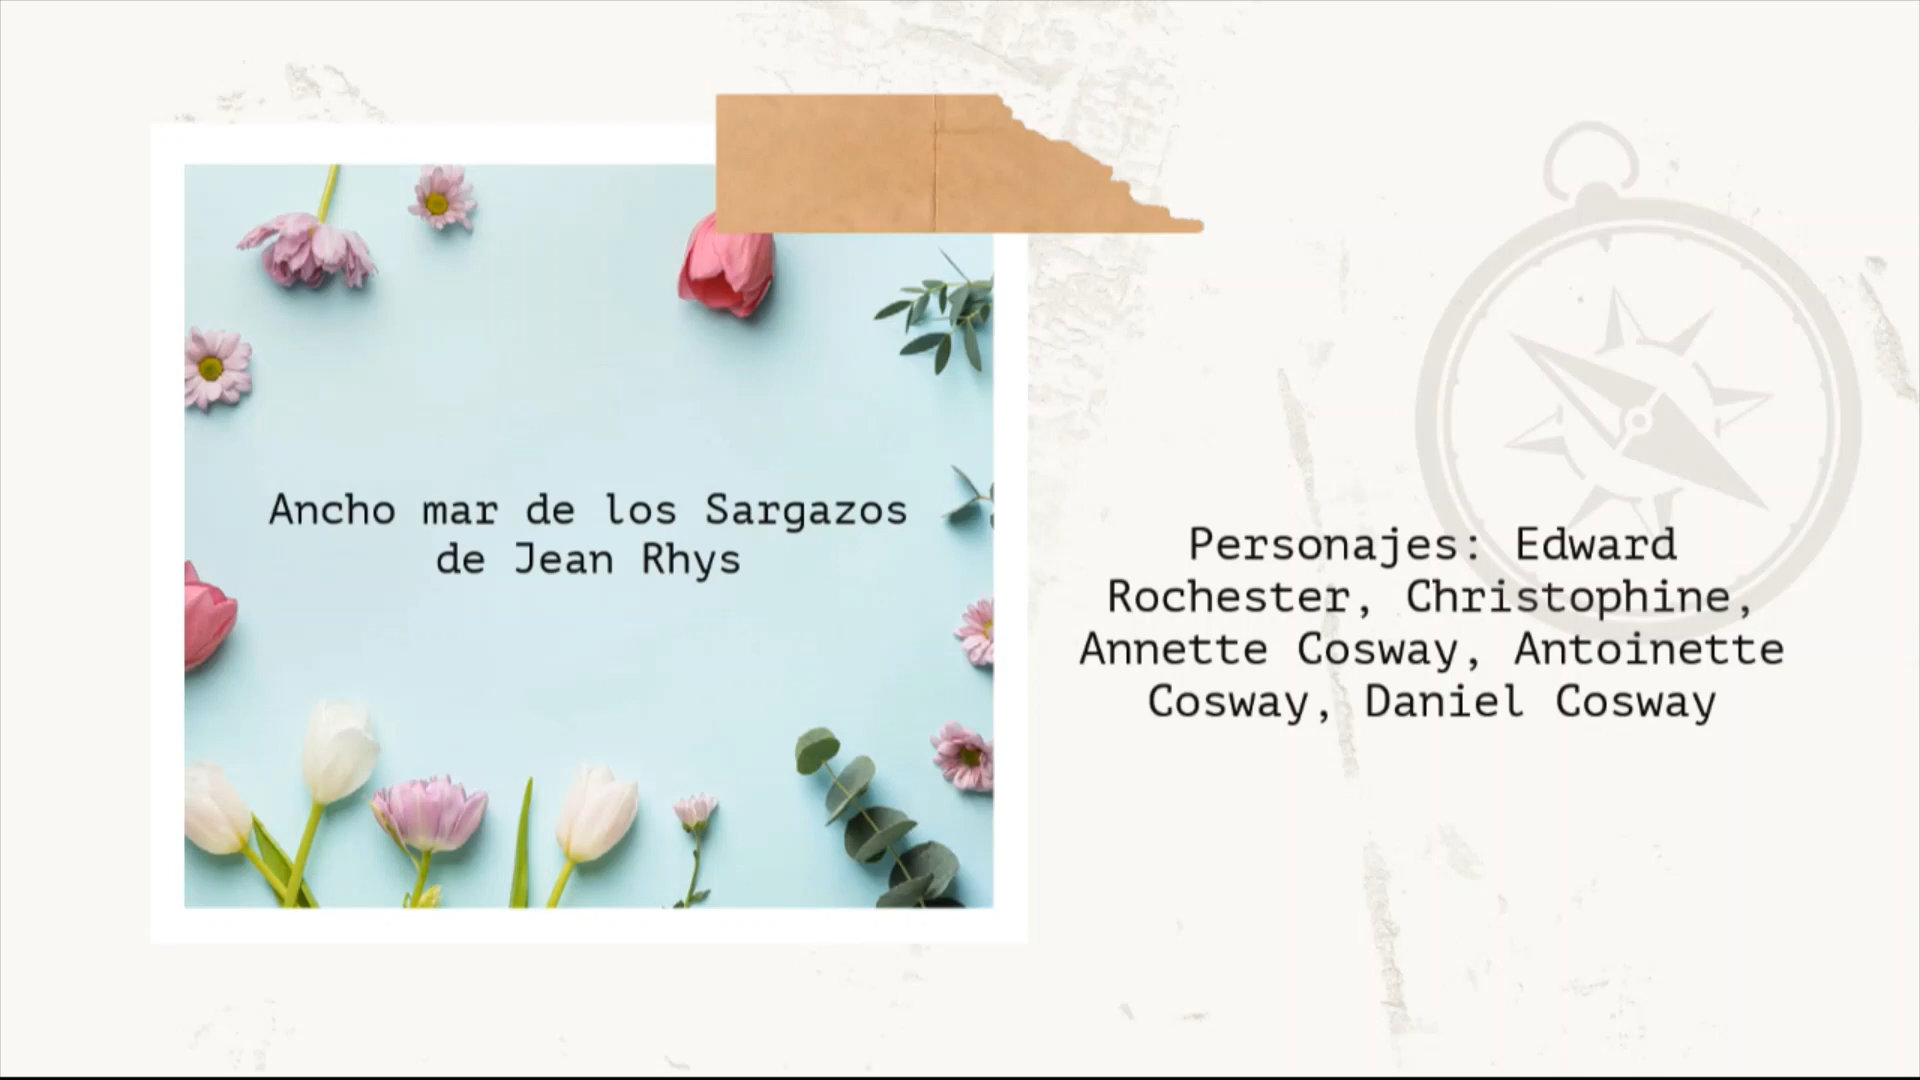 Ancho mar de los Sargazos
de Jean Rhys
Personajes: Edward
Rochester, Christophine,
Annette Cosway, Antoinette
Cosway, Daniel Cosway